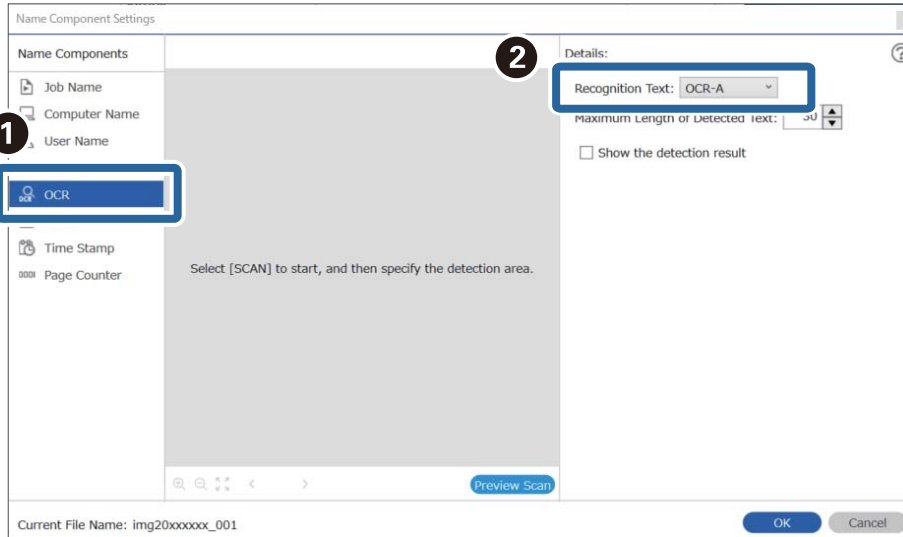 Name Component Settings
Name Components
Job Name
Computer Name
User Name
OCR
Time Stamp
Page Counter
1
2
Select [SCAN] to start, and then specify the detection area.
Preview Scan
Details:
Recognition Text: OCR-A
Maximum Length of Detected Text: 30
Show the detection result
Current File Name: img20xxxxxx_001
OK
Cancel